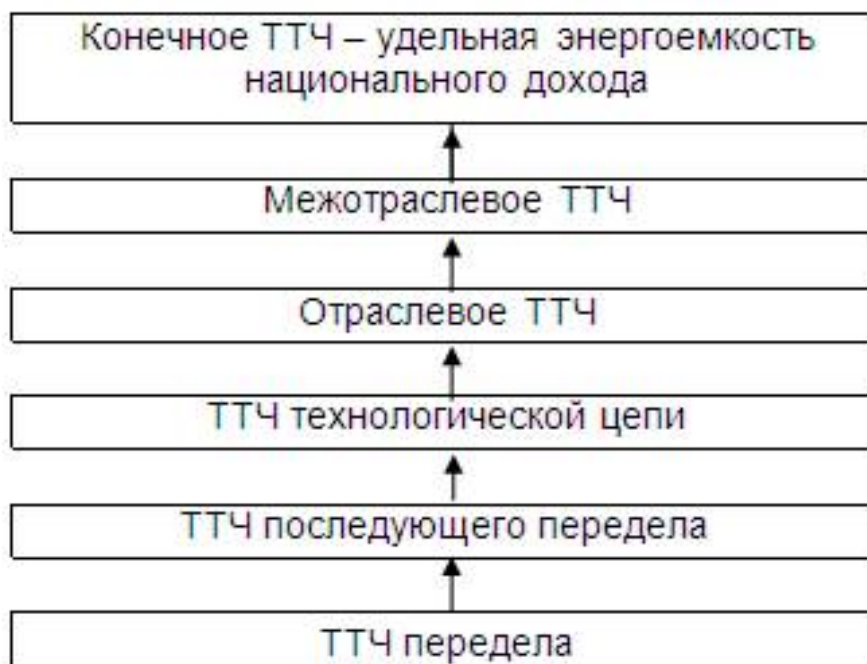 Конечное ТТЧ – удельная энергоемкость
национального дохода
Межотраслевое ТТЧ
Отраслевое ТТЧ
ТТЧ технологической цепи
ТТЧ последующего передела
ТТЧ передела